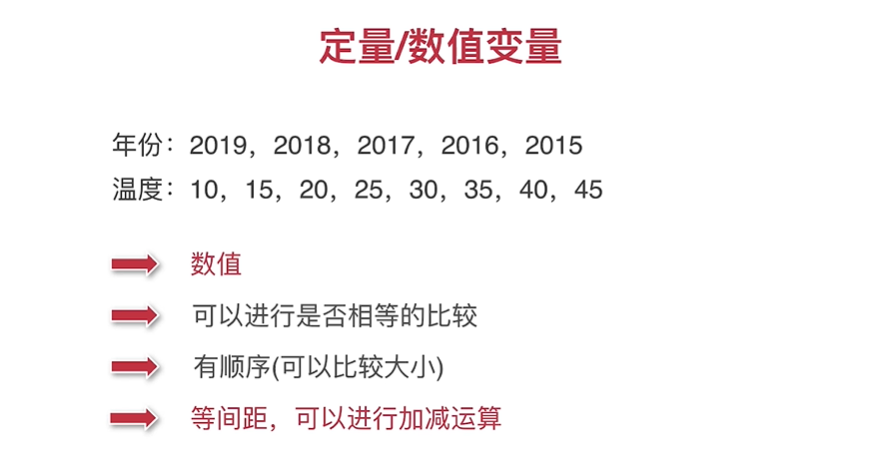 定量/数值变量
年份：2019，2018，2017，2016，2015
温度：10，15，20，25，30，35，40，45
数值
可以进行是否相等的比较
有顺序(可以比较大小)
等间距，可以进行加减运算